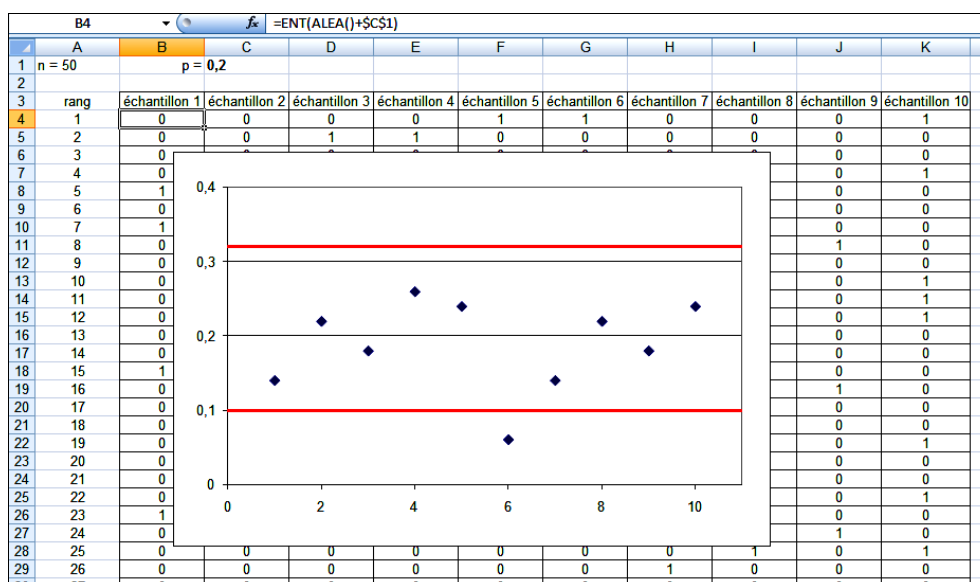 B4 fx =ENT(ALEA()+$C$1)
A B C D E F G H I J K
1 n = 50 p = 0,2
2
3 rang échantillon 1 échantillon 2 échantillon 3 échantillon 4 échantillon 5 échantillon 6 échantillon 7 échantillon 8 échantillon 9 échantillon 10
4 1 0 0 0 0 1 1 0 0 0 1
5 2 0 0 1 1 0 0 0 0 0 0
6 3 0 0 0
7 4 0 0 1
8 5 1 0 0
9 6 0 0 0
10 7 1 0 0
11 8 0 1 0
12 9 0 0 0
13 10 0 0 1
14 11 0 0 1
15 12 0 0 1
16 13 0 0 0
17 14 0 0 0
18 15 1 0 0
19 16 0 1 0
20 17 0 0 0
21 18 0 0 0
22 19 0 0 1
23 20 0 0 0
24 21 0 0 0
25 22 0 0 1
26 23 1 0 0
27 24 0 1 0
28 25 0 0 0 0 0 0 0 1 0 1
29 26 0 0 0 0 0 0 1 0 0 0
0,4
0,3
0,2
0,1
0
0 2 4 6 8 10